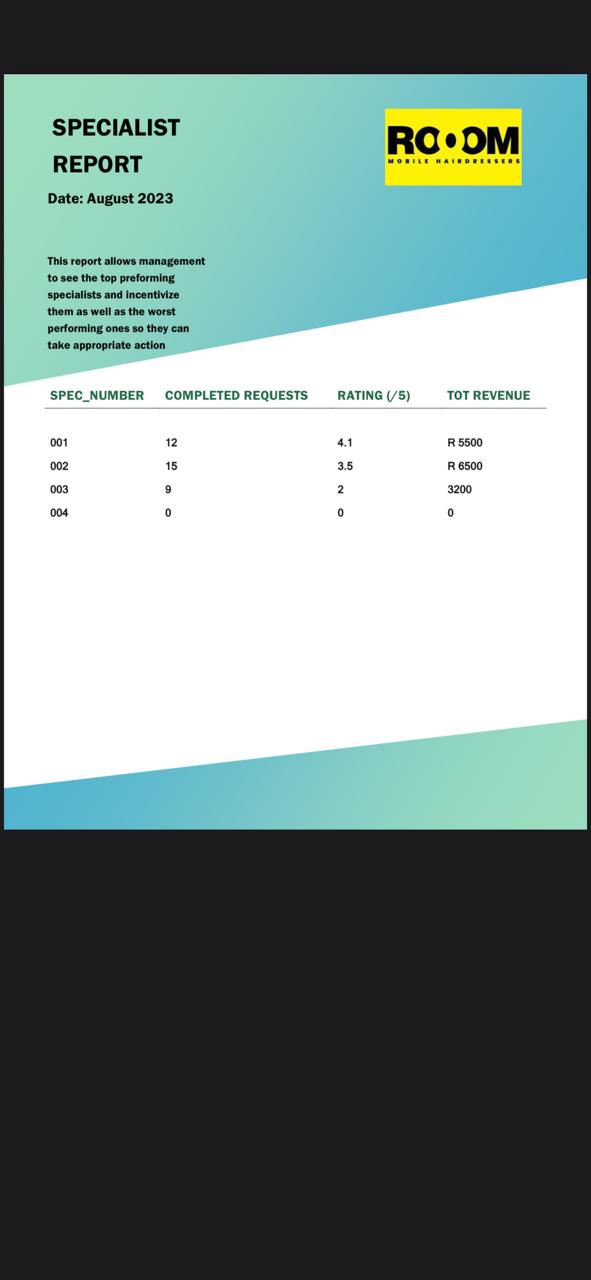 SPECIALIST
REPORT
Date: August 2023
ROOM
MOBILE HAIRDRESSERS
This report allows management
to see the top preforming
specialists and incentivize
them as well as the worst
performing ones so they can
take appropriate action
SPEC_NUMBER COMPLETED REQUESTS RATING (/5) TOT REVENUE
001 12 4.1 R 5500
002 15 3.5 R 6500
003 9 2 3200
004 0 0 0